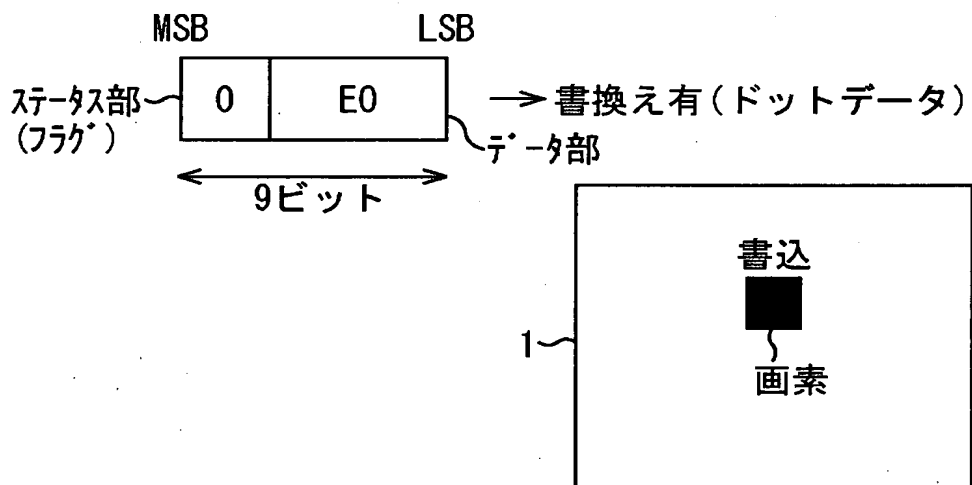 MSB LSB
ステータス部
(フラグ)
0 E0
→書換え有(ドットデータ)
データ部
9ビット
書込
1
画素